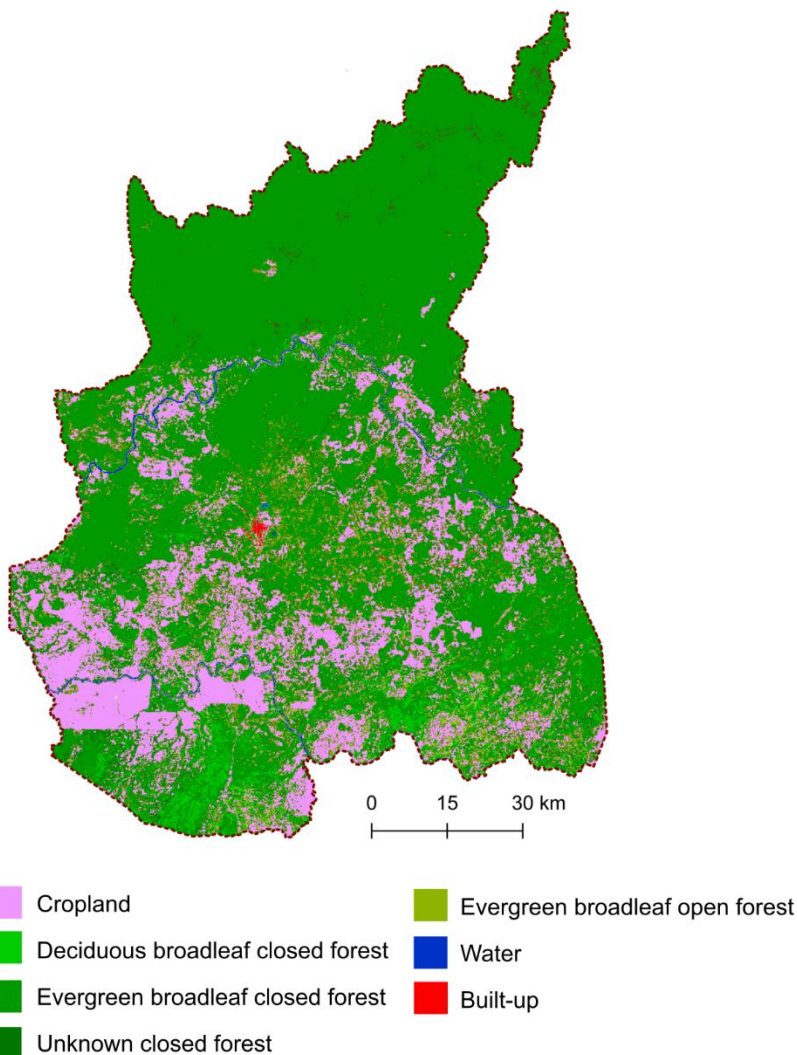 0 15 30 km
Cropland
Deciduous broadleaf closed forest
Evergreen broadleaf closed forest
Unknown closed forest
Evergreen broadleaf open forest
Water
Built-up